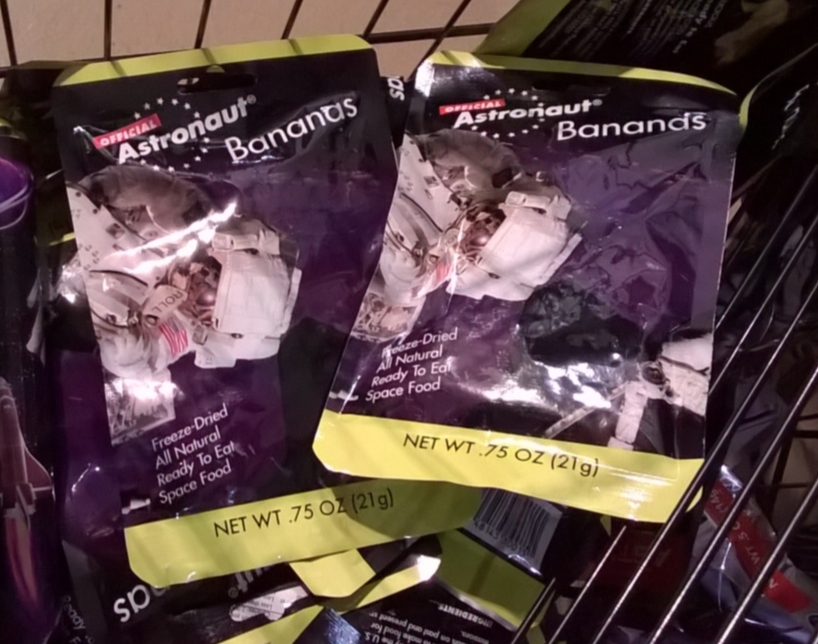 OFFICIAL
Astronaut®
Bananas
Freeze-Dried
All Natural
Ready To Eat
Space Food
NET WT .75 OZ (21g)
OFFICIAL
Astronaut®
Bananas
Freeze-Dried
All Natural
Ready To Eat
Space Food
NET WT .75 OZ (21g)
INGREDIENTS